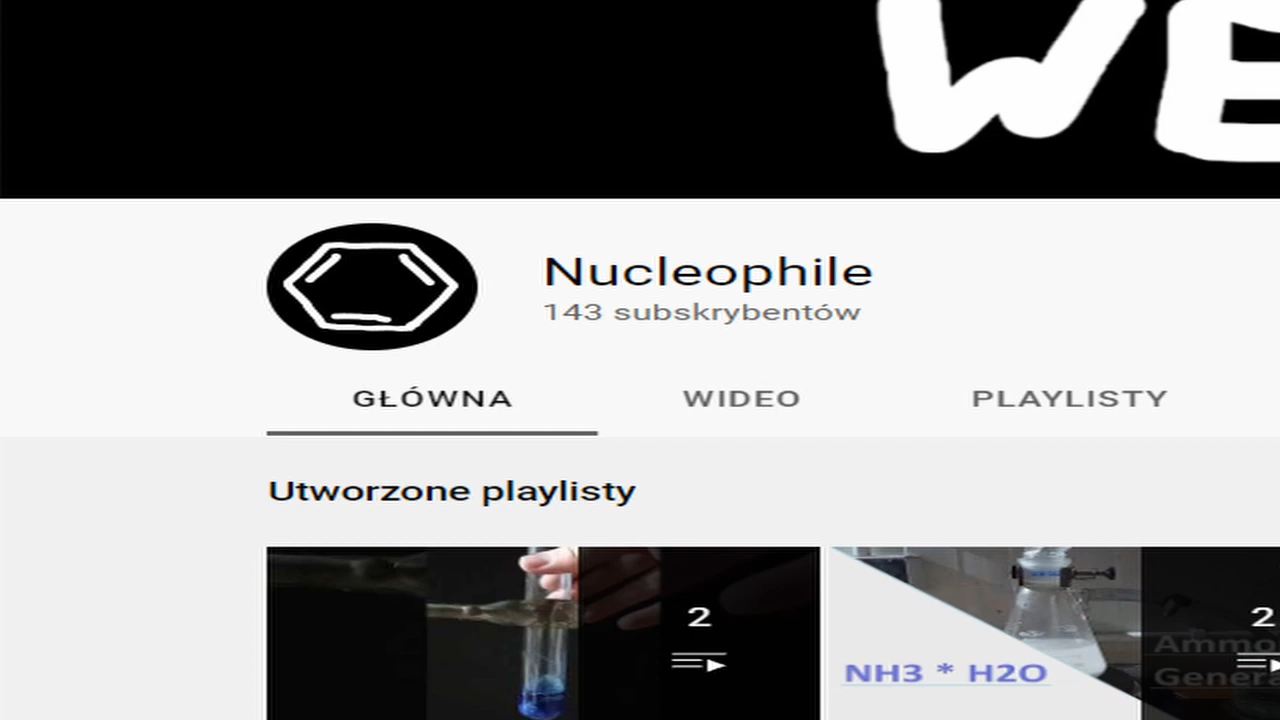 WE
Nucleophile
143 subskrybentów
GŁÓWNA WIDEO PLAYLISTY
Utworzone playlisty
2 2
NH3 * H2O